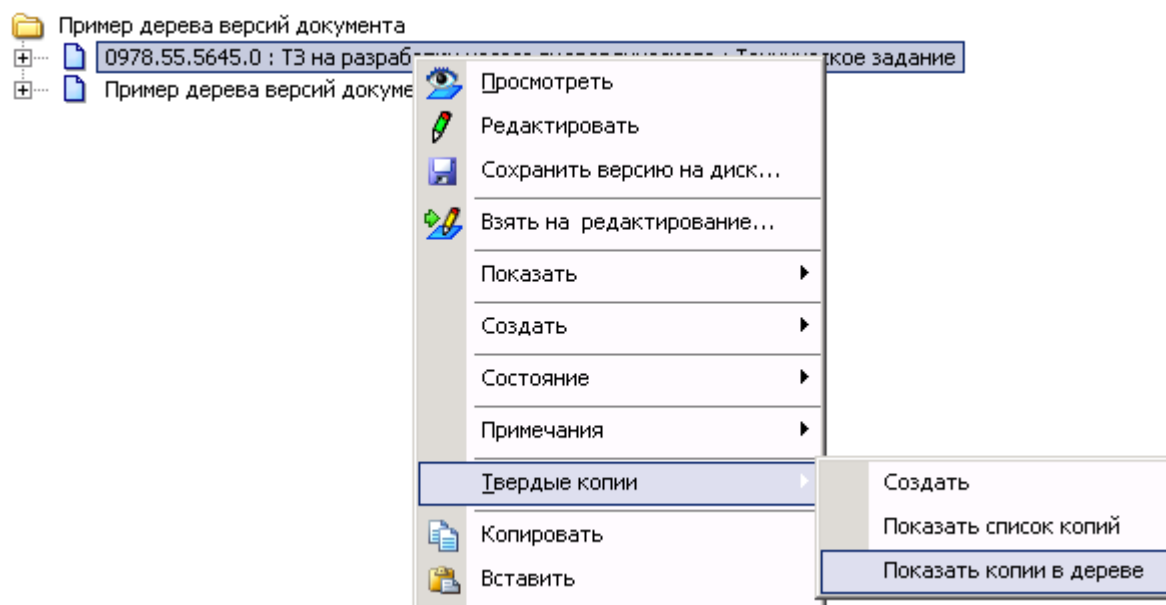 Пример дерева версий документа
0978.55.5645.0 : ТЗ на разраб ское задание
Пример дерева версий докуме
Просмотреть
Редактировать
Сохранить версию на диск...
Взять на редактирование...
Показать
Создать
Состояние
Примечания
Твердые копии
Создать
Показать список копий
Показать копии в дереве
Копировать
Вставить